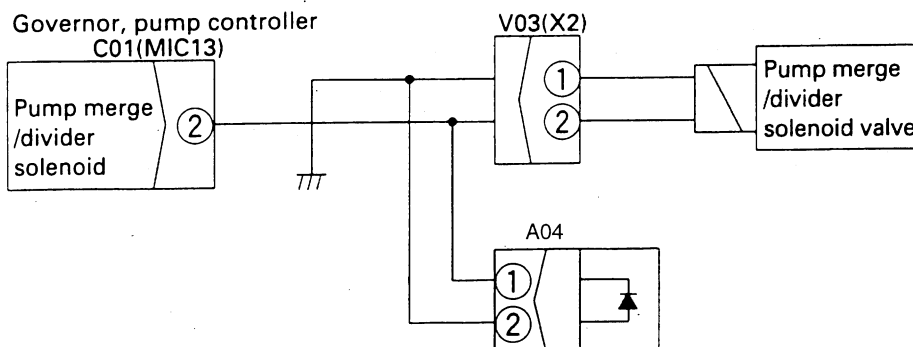 Governor, pump controller
C01(MIC13)
V03(X2)
Pump merge
/divider
solenoid
2
1
2
Pump merge
/divider
solenoid valve
A04
1
2